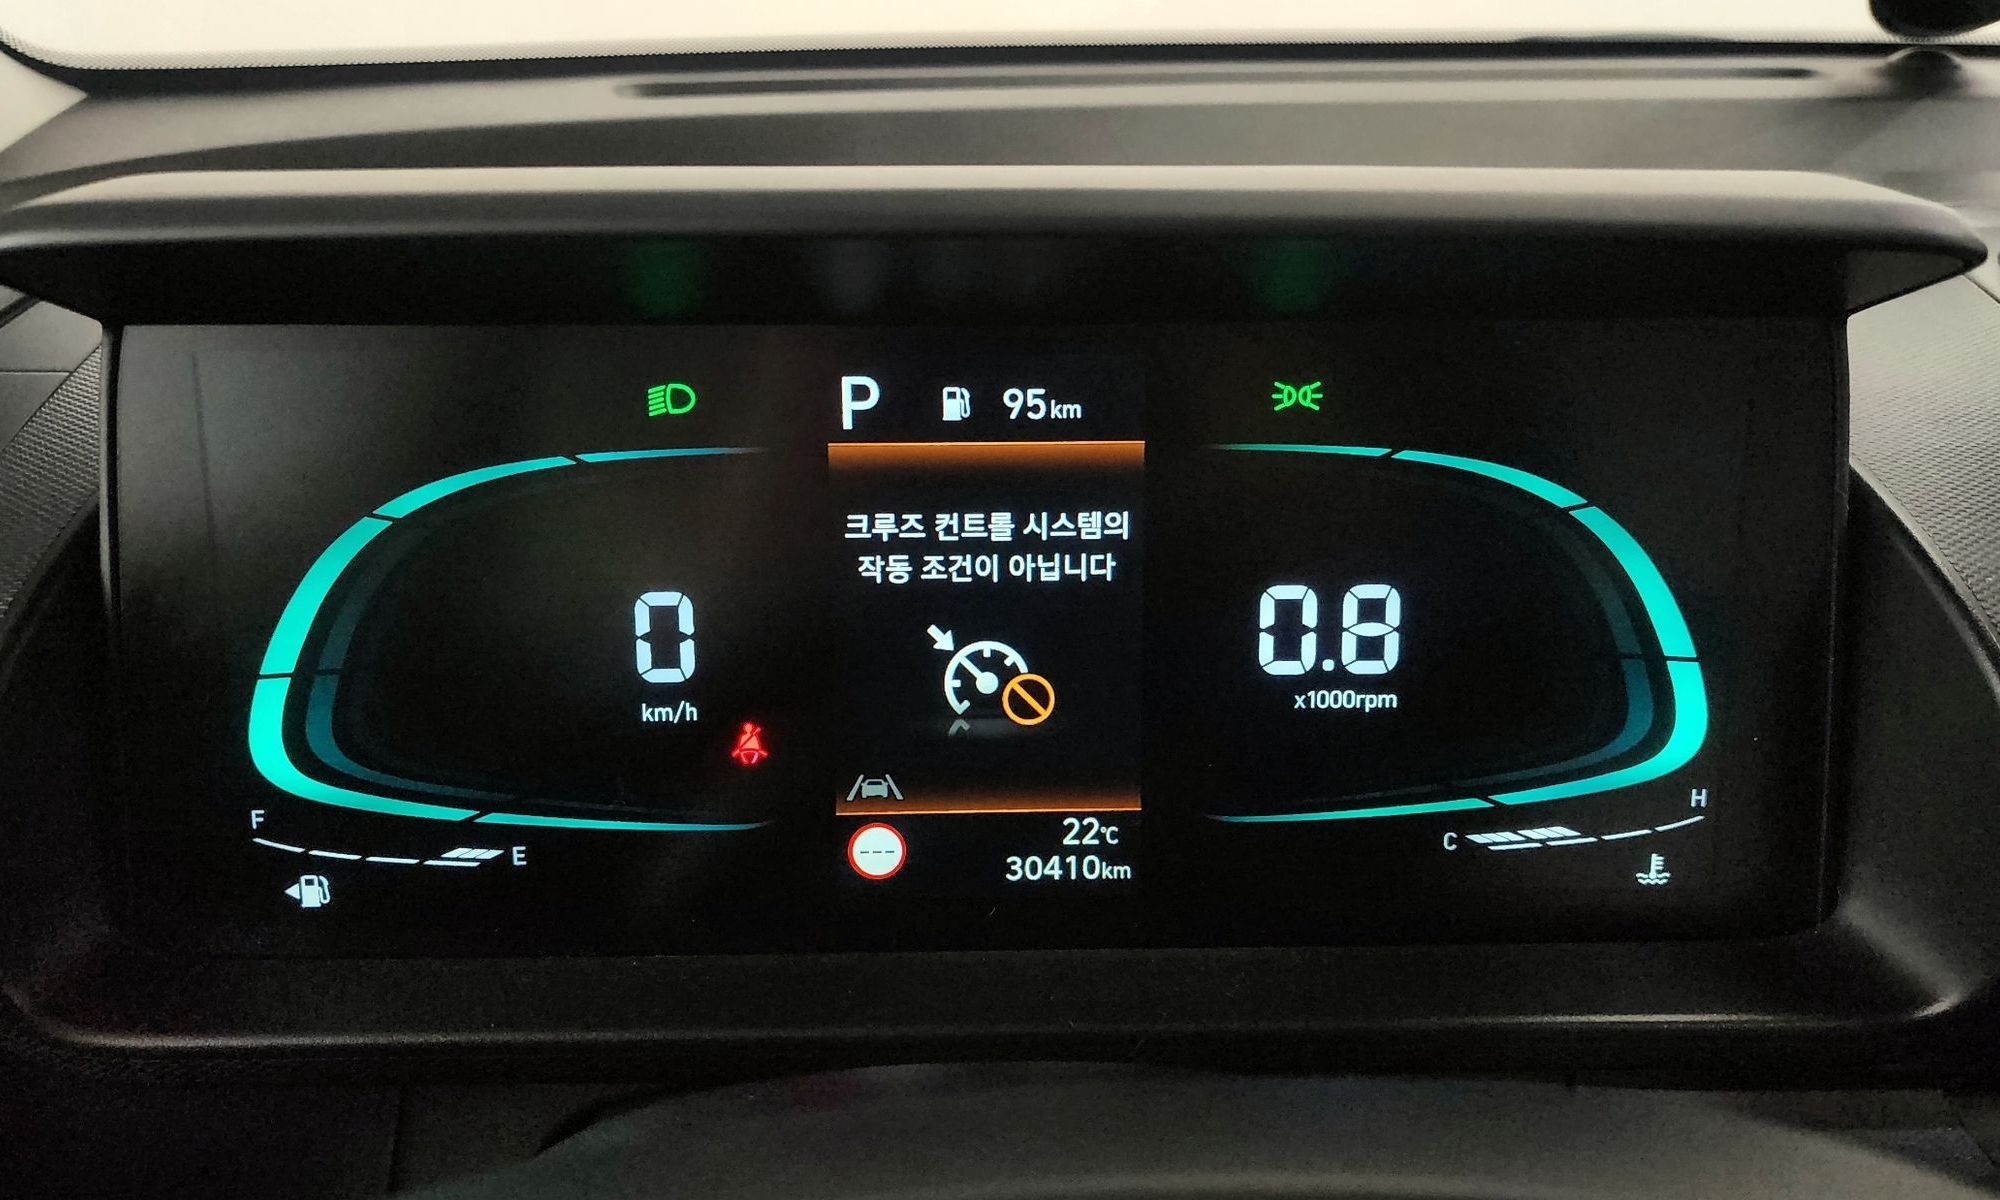 P 95km
크루즈 컨트롤 시스템의
작동 조건이 아닙니다
0
km/h
0.8
x1000rpm
F E
C H
---
22℃
30410km